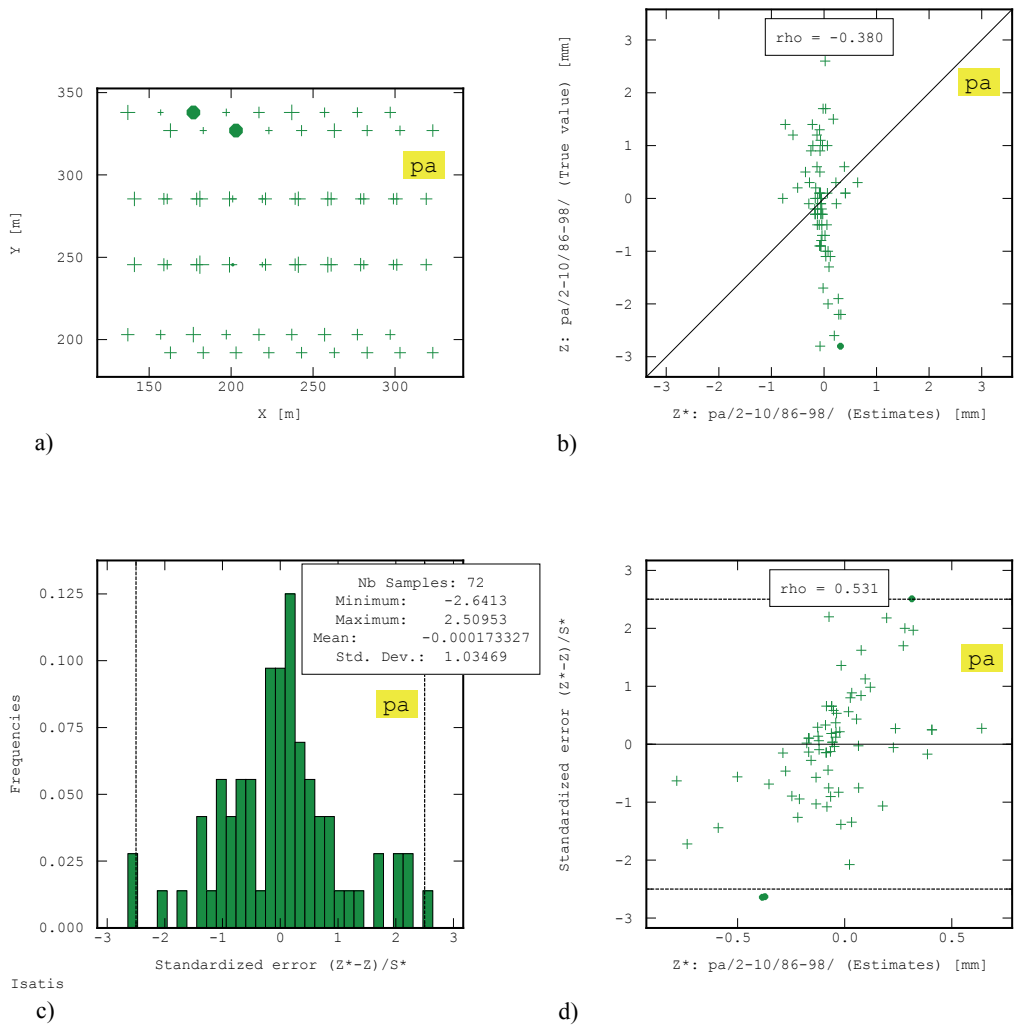 350
300
250
200
Y [m]
150
200
250
300
X [m]
pa
a)
rho = -0.380
pa
3
2
1
0
-1
-2
-3
Z: pa/2-10/86-98/ (True value) [mm]
-3
-2
-1
0
1
2
3
Z*: pa/2-10/86-98/ (Estimates) [mm]
b)
Nb Samples: 72
Minimum: -2.6413
Maximum: 2.50953
Mean: -0.000173327
Std. Dev.: 1.03469
pa
0.125
0.100
0.075
0.050
0.025
0.000
Frequencies
-3
-2
-1
0
1
2
3
Standardized error (Z*-Z)/S*
Isatis
c)
rho = 0.531
pa
3
2
1
0
-1
-2
-3
Standardized error (Z*-Z)/S*
-0.5
0.0
0.5
Z*: pa/2-10/86-98/ (Estimates) [mm]
d)